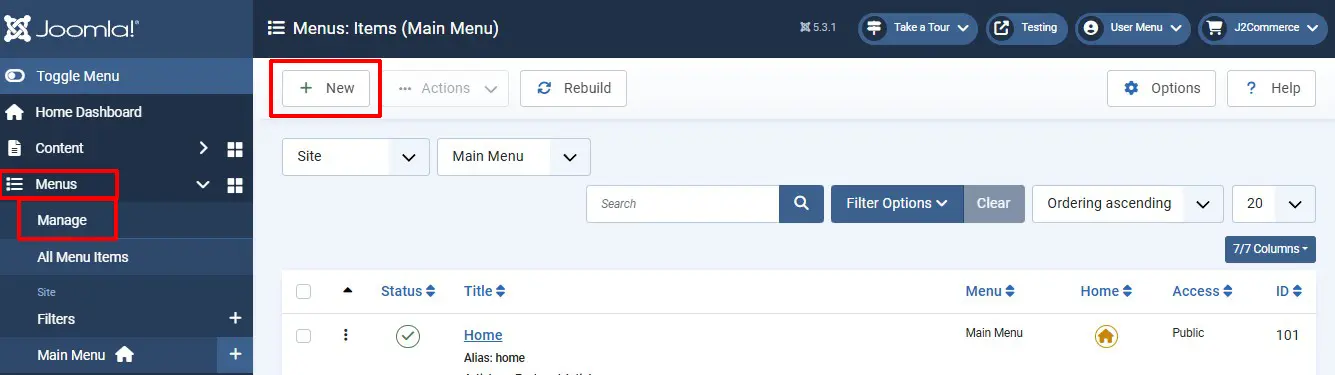 Joomla!®
Menus: Items (Main Menu)
5.3.1
Take a Tour
Testing
User Menu
J2Commerce
Toggle Menu
Home Dashboard
Content
Menus
Manage
All Menu Items
Site
Filters
Main Menu
New
Actions
Rebuild
Options
? Help
Site
Main Menu
Search
Filter Options
Clear
Ordering ascending
20
7/7 Columns
Status
Title
Menu
Home
Access
ID
Home
Main Menu
Public
101
Alias: home